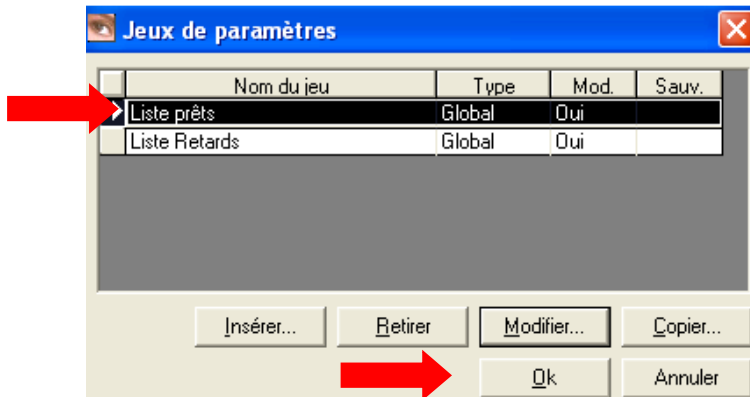 Jeux de paramètres
Nom du jeu Type Mod. Sauv.
Liste prêts Global Oui
Liste Retards Global Oui
Insérer... Retirer Modifier... Copier...
Ok Annuler